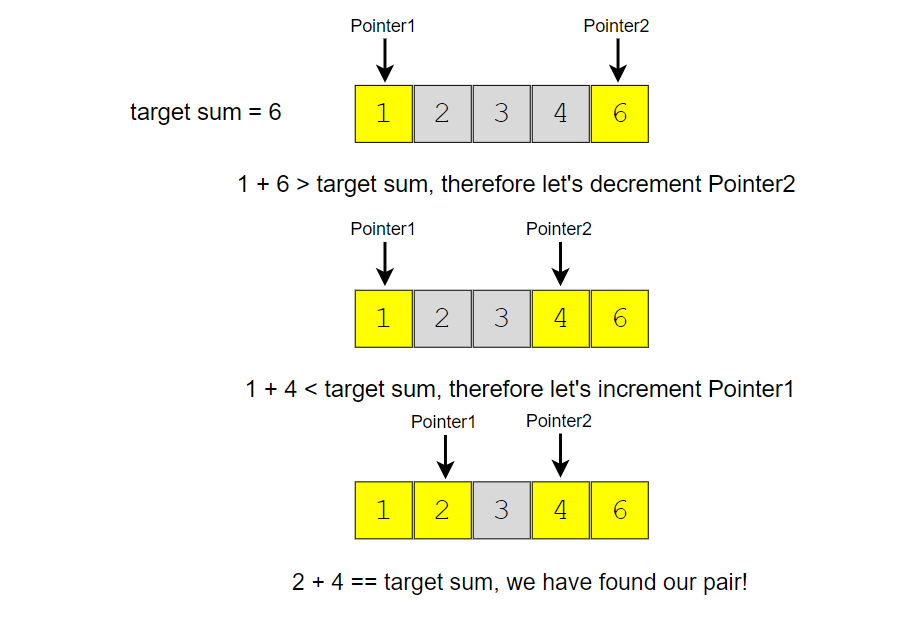 Pointer1 Pointer2
target sum = 6
1 2 3 4 6
1 + 6 > target sum, therefore let's decrement Pointer2
Pointer1 Pointer2
1 2 3 4 6
1 + 4 < target sum, therefore let's increment Pointer1
Pointer1 Pointer2
1 2 3 4 6
2 + 4 == target sum, we have found our pair!